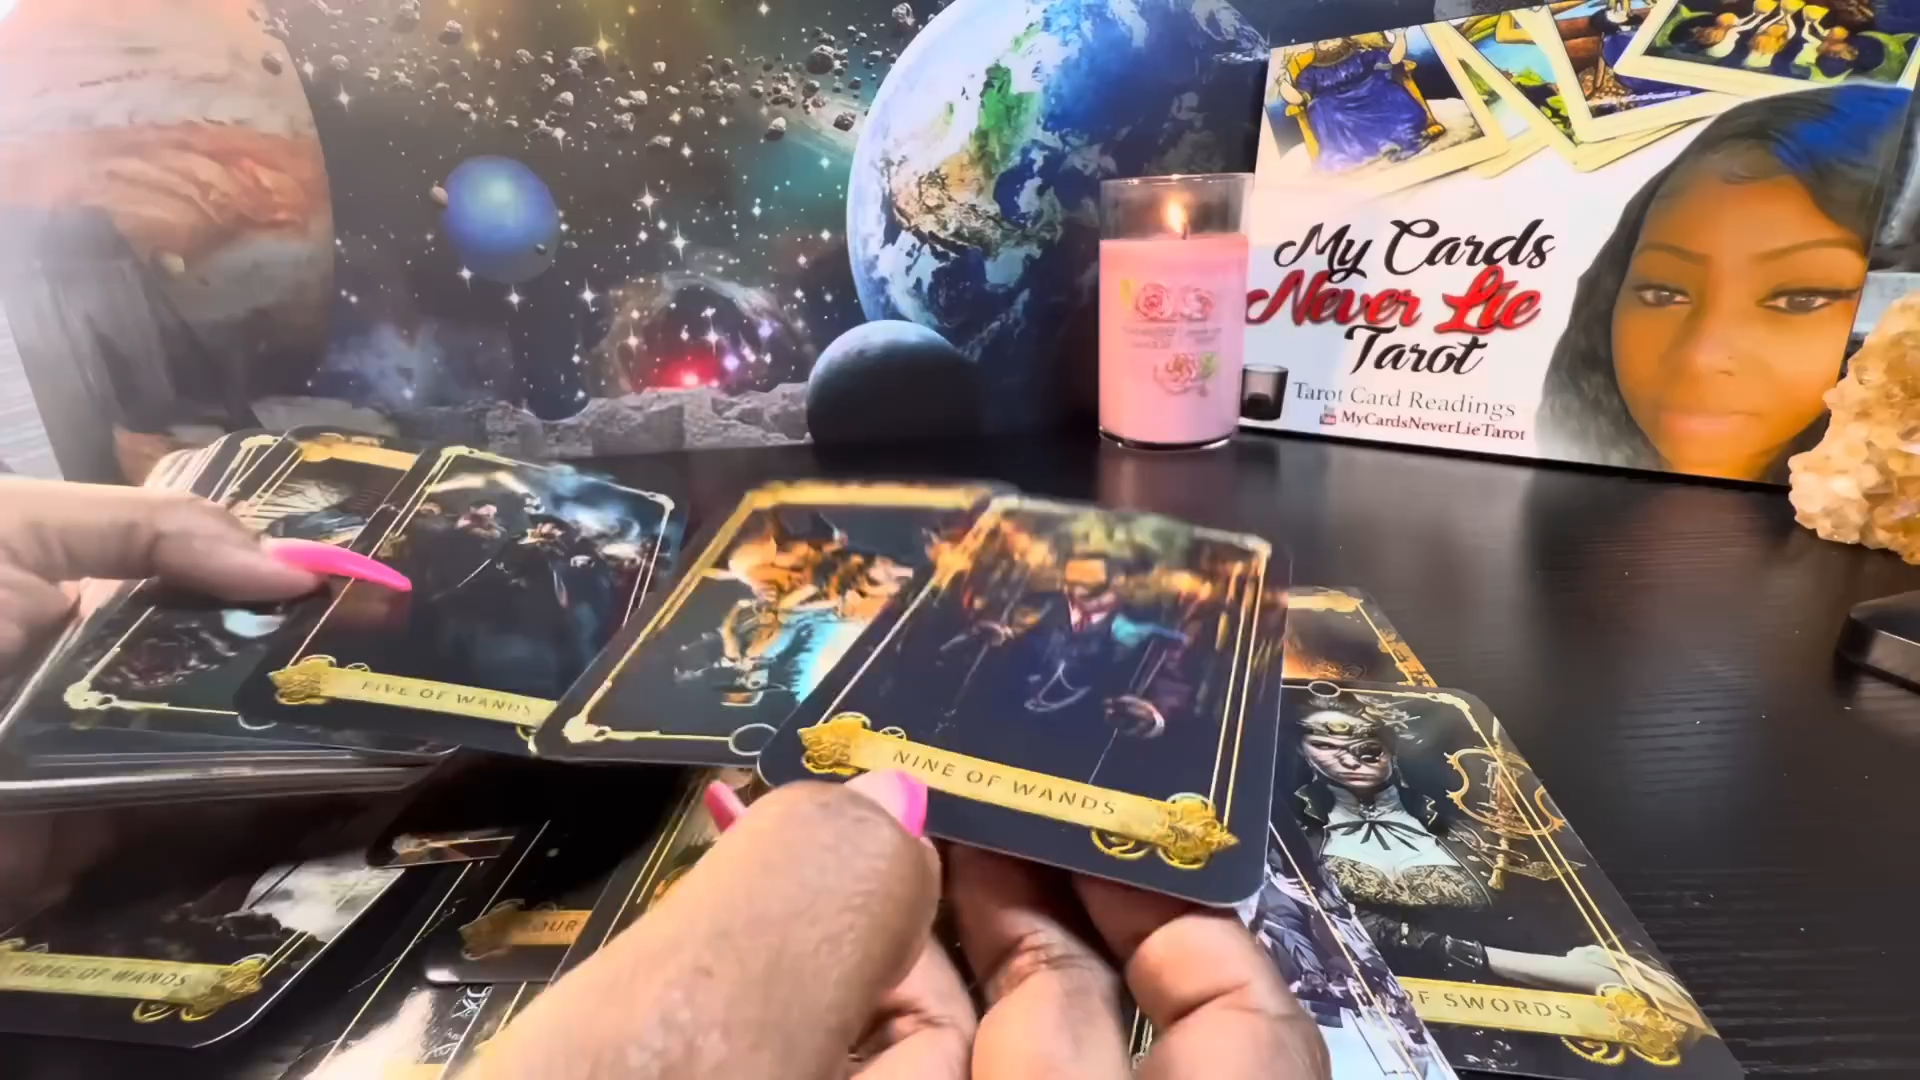 My Cards
Never Lie
Tarot
Tarot Card Readings
MyCardsNeverLieTarot
FIVE OF WANDS
NINE OF WANDS
THREE OF WANDS
OUR
OF SWORDS